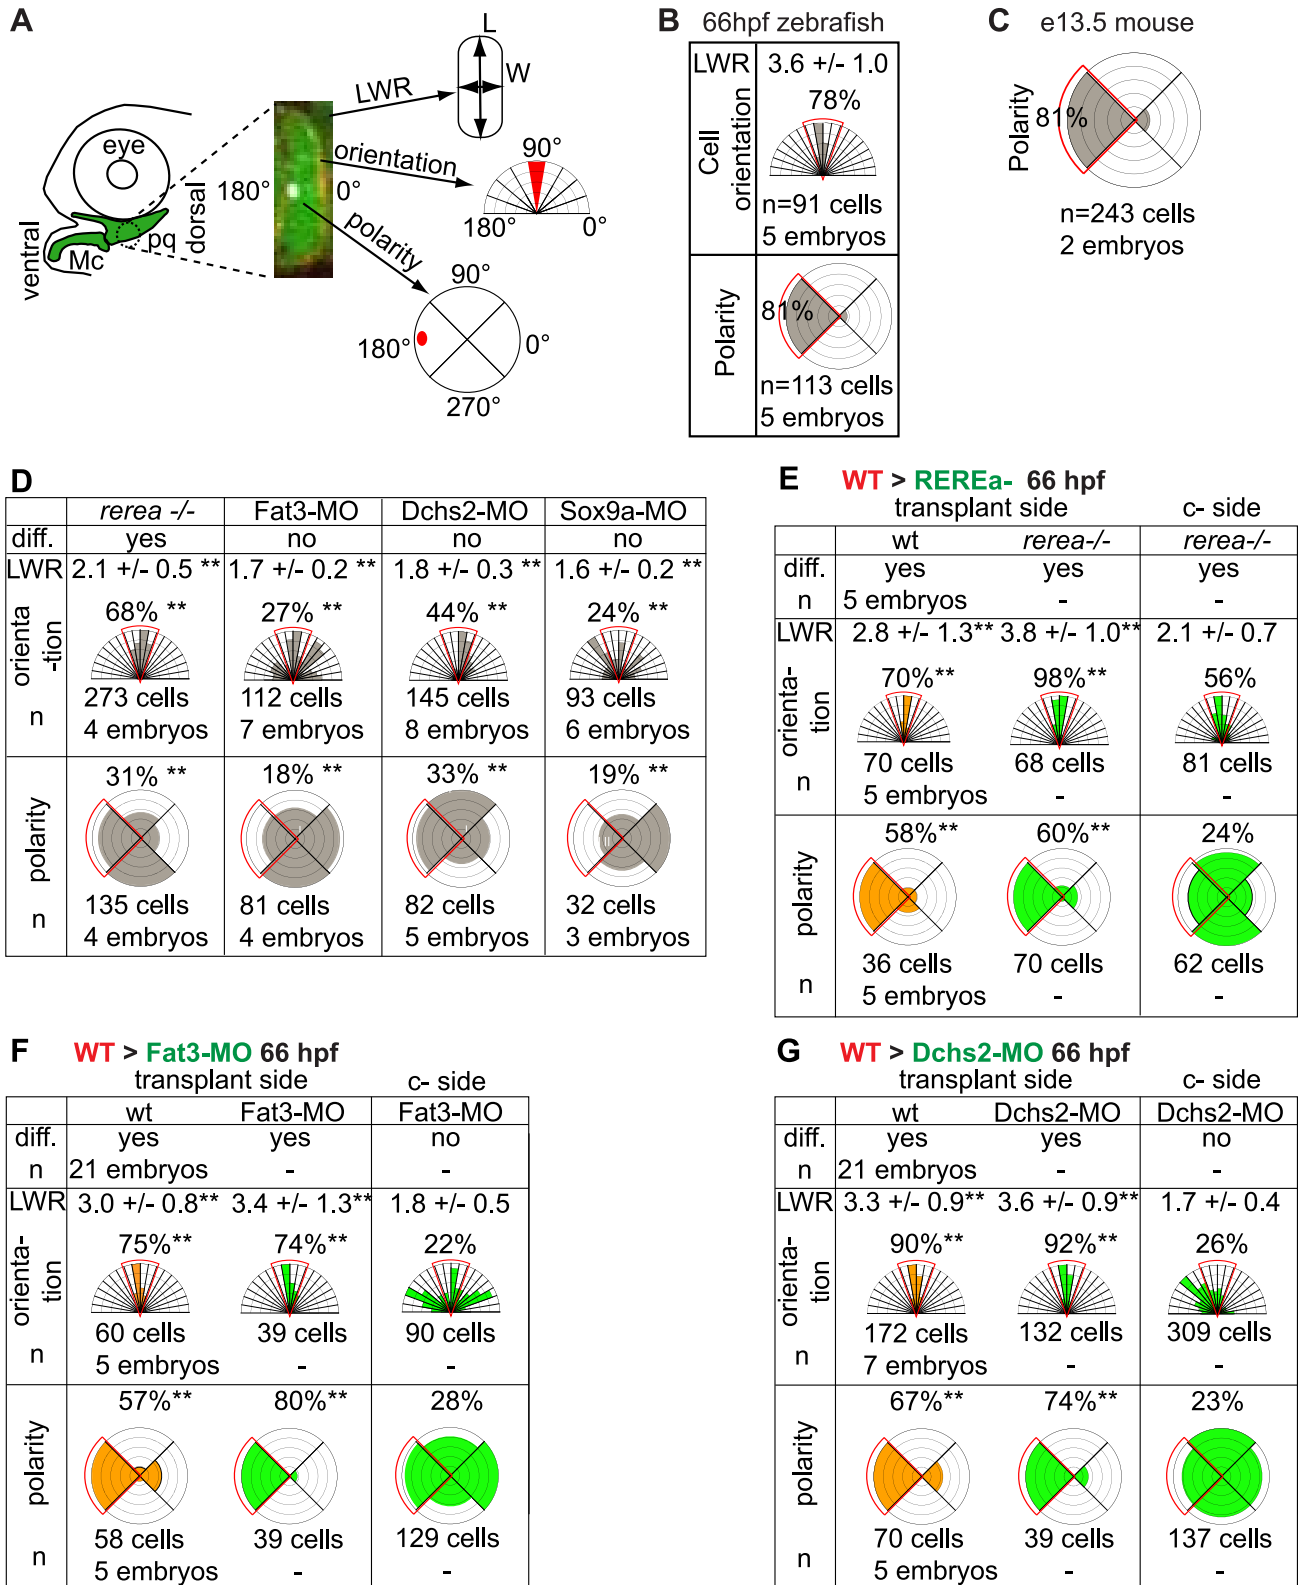 A
eye
ventral
Mc
pq
dorsal
180°
0°
LWR
L
W
orientation
90°
180°
0°
polarity
90°
180°
0°
270°
B 66hpf zebrafish
LWR 3.6 +/- 1.0
Cell orientation
78%
n=91 cells
5 embryos
Polarity
81%
n=113 cells
5 embryos
C e13.5 mouse
Polarity
81%
n=243 cells
2 embryos
D
rerea -/- Fat3-MO Dchs2-MO Sox9a-MO
diff. yes no no no
LWR 2.1 +/- 0.5 ** 1.7 +/- 0.2 ** 1.8 +/- 0.3 ** 1.6 +/- 0.2 **
orienta
-tion
68% ** 27% ** 44% ** 24% **
273 cells 112 cells 145 cells 93 cells
n
4 embryos 7 embryos 8 embryos 6 embryos
polarity
31% ** 18% ** 33% ** 19% **
135 cells 81 cells 82 cells 32 cells
n
4 embryos 4 embryos 5 embryos 3 embryos
E WT > REREa- 66 hpf
transplant side c- side
wt rerea-/- rerea-/-
diff. yes yes yes
n 5 embryos - -
LWR 2.8 +/- 1.3** 3.8 +/- 1.0** 2.1 +/- 0.7
orienta-
tion
70%** 98%** 56%
70 cells 68 cells 81 cells
n
5 embryos - -
polarity
58%** 60%** 24%
36 cells 70 cells 62 cells
n
5 embryos - -
F WT > Fat3-MO 66 hpf
transplant side c- side
wt Fat3-MO Fat3-MO
diff. yes yes no
n 21 embryos - -
LWR 3.0 +/- 0.8** 3.4 +/- 1.3** 1.8 +/- 0.5
orienta-
tion
75%** 74%** 22%
60 cells 39 cells 90 cells
n
5 embryos - -
polarity
57%** 80%** 28%
58 cells 39 cells 129 cells
n
5 embryos - -
G WT > Dchs2-MO 66 hpf
transplant side c- side
wt Dchs2-MO Dchs2-MO
diff. yes yes no
n 21 embryos - -
LWR 3.3 +/- 0.9** 3.6 +/- 0.9** 1.7 +/- 0.4
orienta-
tion
90%** 92%** 26%
172 cells 132 cells 309 cells
n
7 embryos - -
polarity
67%** 74%** 23%
70 cells 39 cells 137 cells
n
5 embryos - -